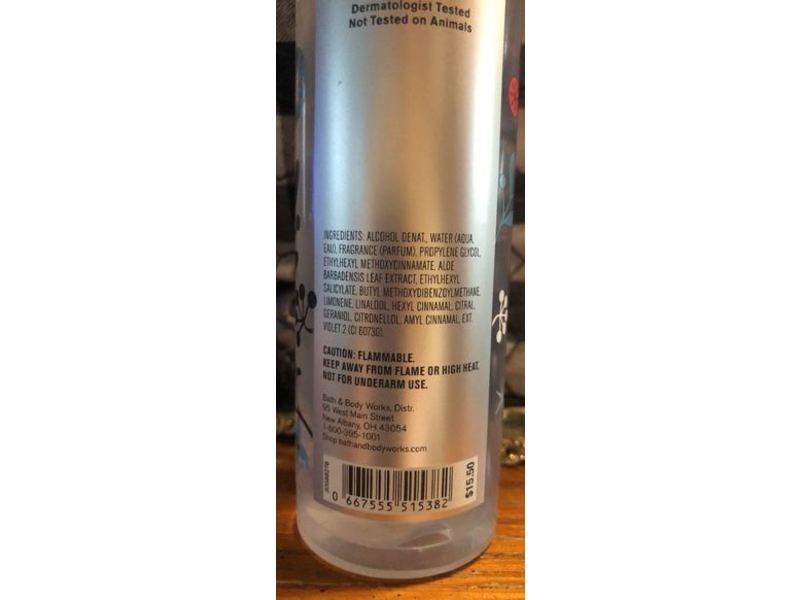 Dermatologist Tested
Not Tested on Animals
INGREDIENTS: ALCOHOL DENAT., WATER (AQUA,
EAU), FRAGRANCE (PARFUM), PROPYLENE GLYCOL,
ETHYLHEXYL METHOXYCINNAMATE, ALOE
BARBADENSIS LEAF EXTRACT, ETHYLHEXYL
SALICYLATE, BUTYL METHOXYDIBENZOYLMETHANE,
LIMONENE, LINALOOL, HEXYL CINNAMAL, CITRAL,
GERANIOL, CITRONELLOL, AMYL CINNAMAL, EXT.
VIOLET 2 (CI 60730).
CAUTION: FLAMMABLE.
KEEP AWAY FROM FLAME OR HIGH HEAT.
NOT FOR UNDERARM USE.
Bath & Body Works, Distr.
95 West Main Street
New Albany, OH 43054
1-800-395-1001
Shop bathandbodyworks.com
$15.50
0 667555 515382